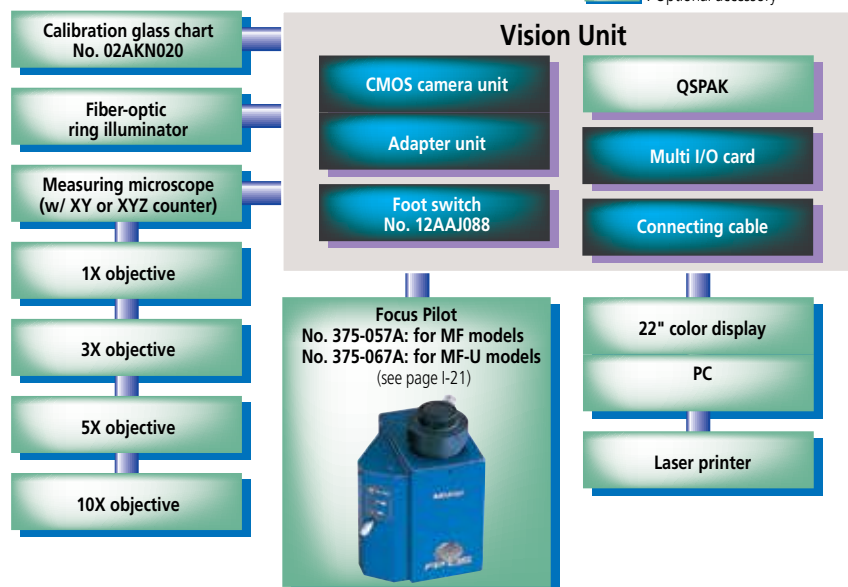 : Optional accessory
Calibration glass chart
No. 02AKN020
Fiber-optic
ring illuminator
Measuring microscope
(w/ XY or XYZ counter)
1X objective
3X objective
5X objective
10X objective
Vision Unit
CMOS camera unit
Adapter unit
Foot switch
No. 12AAJ088
QSPAK
Multi I/O card
Connecting cable
Focus Pilot
No. 375-057A: for MF models
No. 375-067A: for MF-U models
(see page I-21)
22" color display
PC
Laser printer